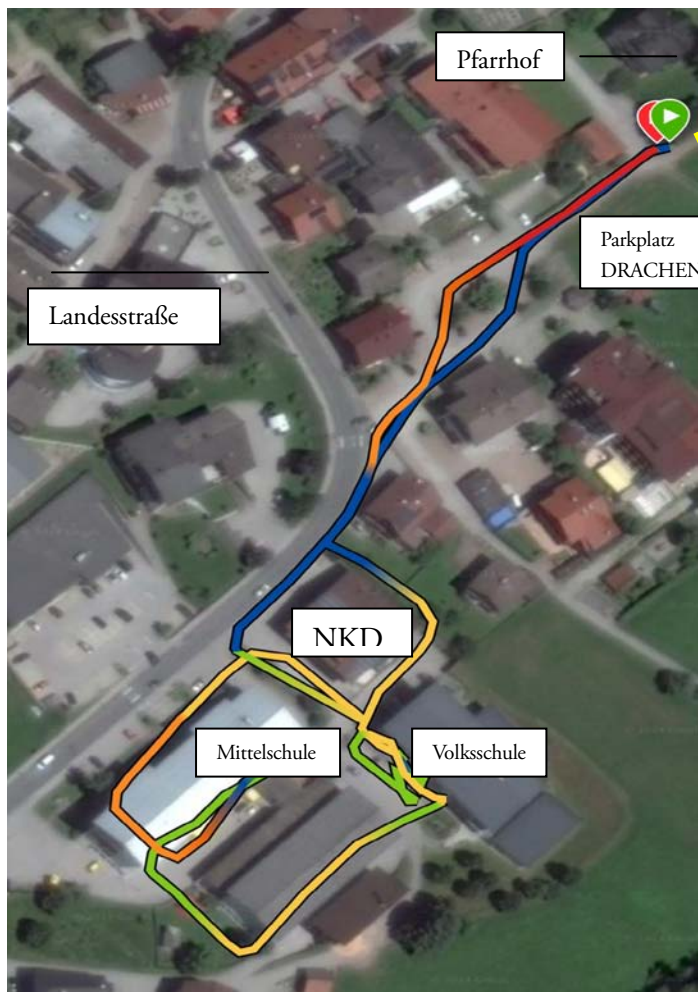 Pfarrhof
Parkplatz
DRACHEN
Landesstraße
NKD
Mittelschule
Volksschule